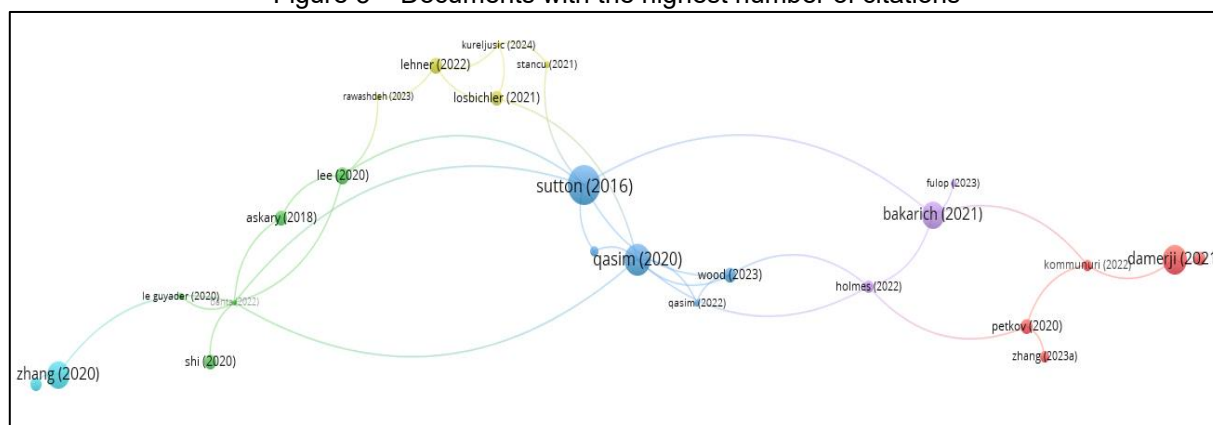 Figure 3 – Documents with the highest number of citations
kureljusic (2024)
lehner (2022)
stancu (2021)
rawashdeh (2023)
losbichler (2021)
lee (2020)
sutton (2016)
fulop (2023)
askary (2018)
bakarich (2021)
qasim (2020)
damerji (2021
kommunuri (2022)
wood (2023)
holmes (2022)
le guyader (2020)
qasim (2022)
petkov (2020)
shi (2020)
zhang (2023a)
zhang (2020)